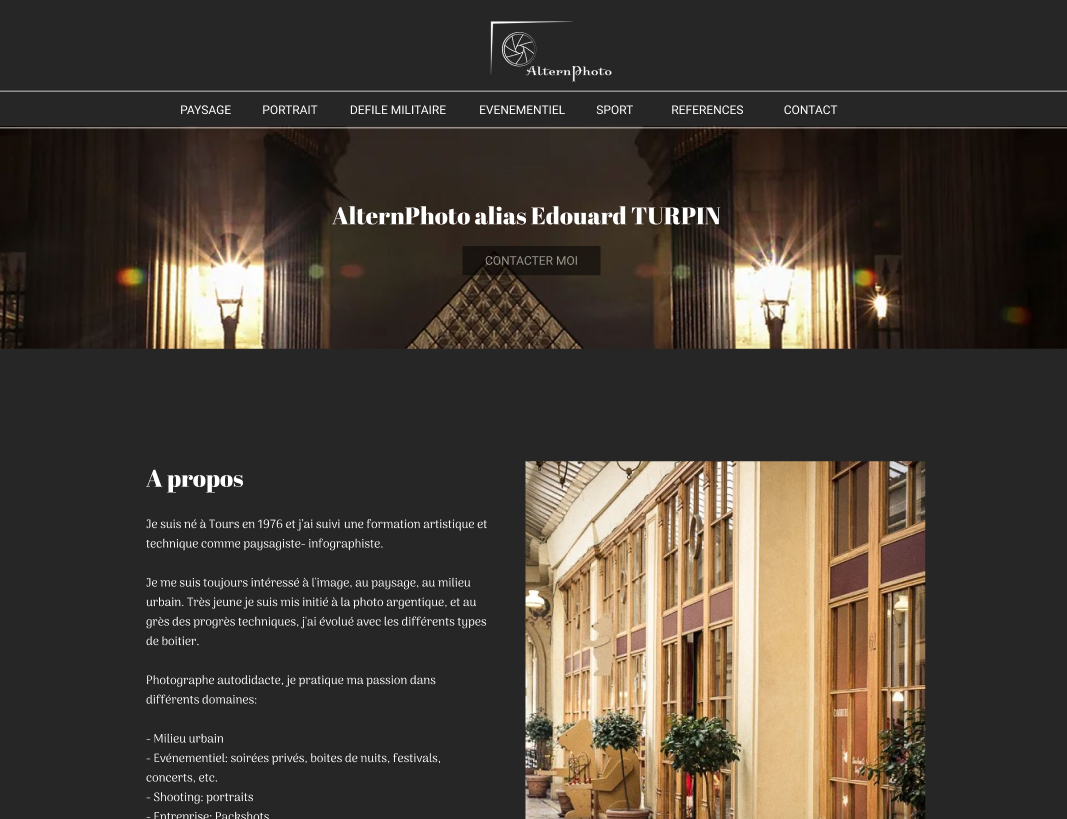 AlternPhoto
PAYSAGE PORTRAIT DEFILE MILITAIRE EVENEMENTIEL SPORT REFERENCES CONTACT
AlternPhoto alias Edouard TURPIN
CONTACTER MOI
A propos
Je suis né à Tours en 1976 et j'ai suivi une formation artistique et
technique comme paysagiste- infographiste.
Je me suis toujours intéressé à l'image, au paysage, au milieu
urbain. Très jeune je suis mis initié à la photo argentique, et au
grès des progrès techniques, j'ai évolué avec les différents types
de boitier.
Photographe autodidacte, je pratique ma passion dans
différents domaines:
- Milieu urbain
- Evénementiel: soirées privés, boites de nuits, festivals,
concerts, etc.
- Shooting: portraits
- Entreprise: Packshots